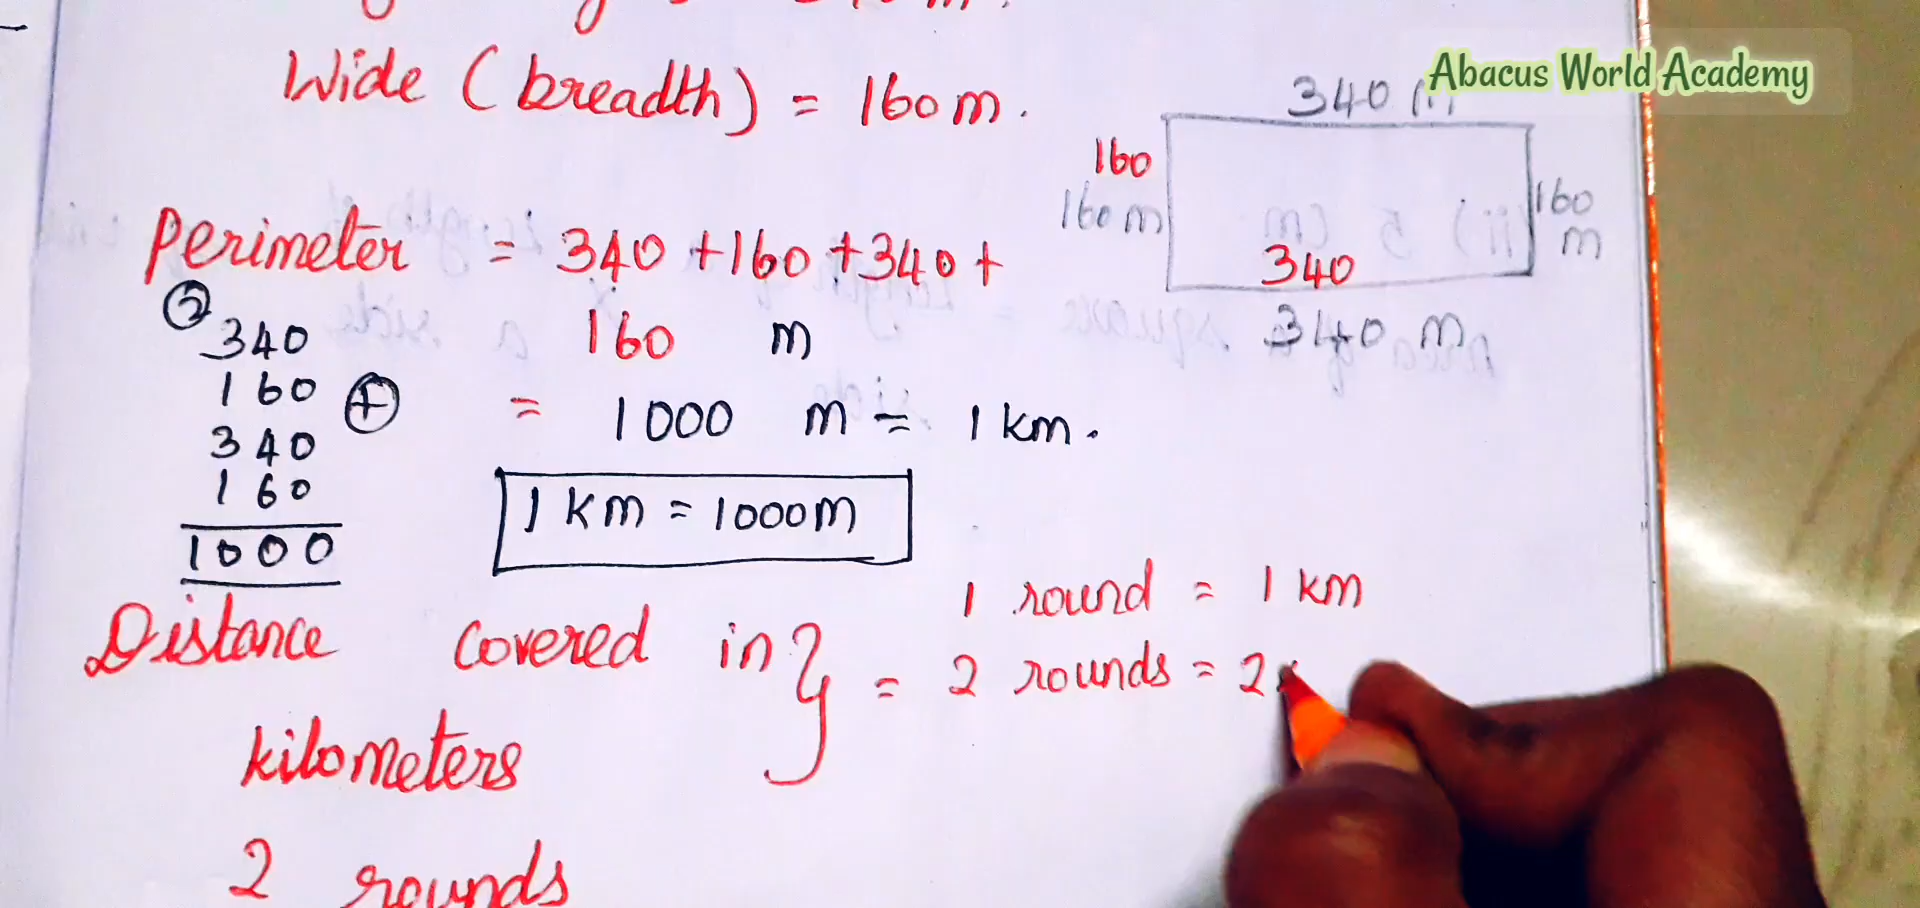 Wide (breadth) = 160 m.
Abacus World Academy
340 m
160
160 m
160
m
340
340 m
Perimeter = 340 + 160 + 340 +
160 m
= 1000 m = 1 km.
2
340
160 +
340
160
1000
1 KM = 1000M
1 round = 1 KM
Distance covered in } = 2 rounds = 2
kilometers
2 rounds